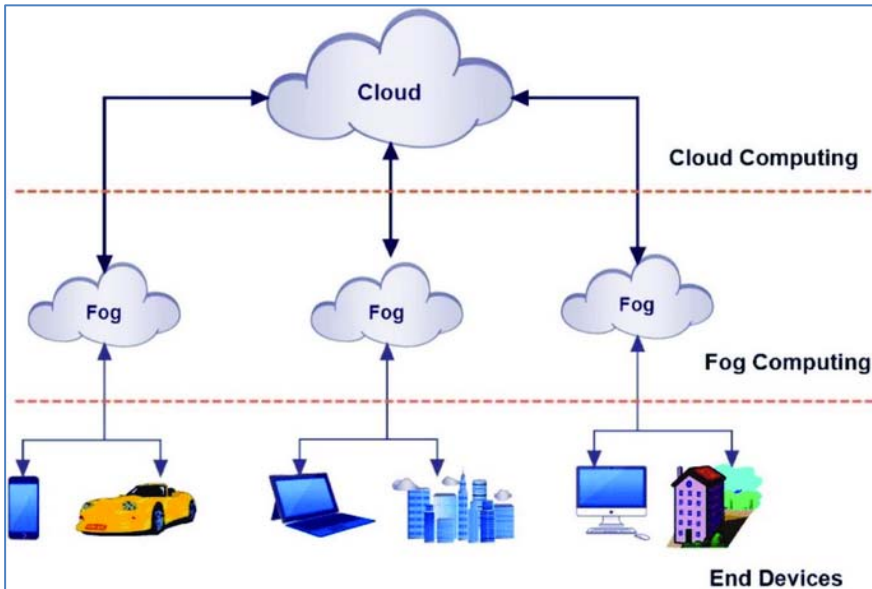 Cloud
Cloud Computing
Fog
Fog
Fog
Fog Computing
End Devices